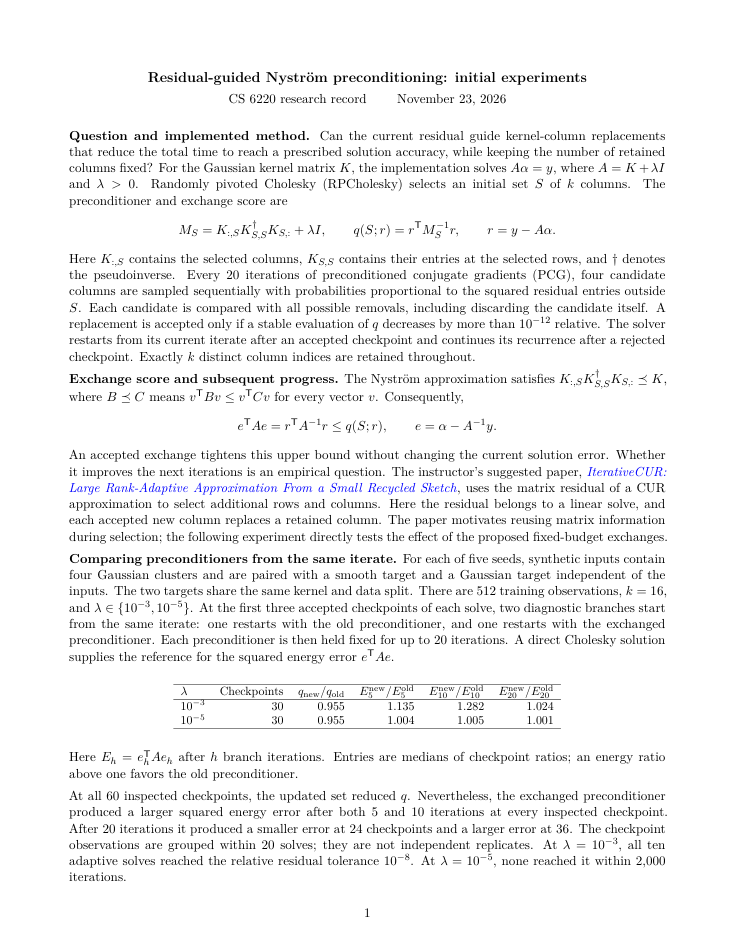 Residual-guided Nyström preconditioning: initial experiments
CS 6220 research record November 23, 2026
Question and implemented method. Can the current residual guide kernel-column replacements
that reduce the total time to reach a prescribed solution accuracy, while keeping the number of retained
columns fixed? For the Gaussian kernel matrix K, the implementation solves Aα = y, where A = K + λI
and λ > 0. Randomly pivoted Cholesky (RPCholesky) selects an initial set S of k columns. The
preconditioner and exchange score are
M_S = K_{:,S}K_{S,S}^†K_{S,:} + λI, q(S; r) = r^T M_S^{−1}r, r = y − Aα.
Here K_{:,S} contains the selected columns, K_{S,S} contains their entries at the selected rows, and † denotes
the pseudoinverse. Every 20 iterations of preconditioned conjugate gradients (PCG), four candidate
columns are sampled sequentially with probabilities proportional to the squared residual entries outside
S. Each candidate is compared with all possible removals, including discarding the candidate itself. A
replacement is accepted only if a stable evaluation of q decreases by more than 10^{−12} relative. The solver
restarts from its current iterate after an accepted checkpoint and continues its recurrence after a rejected
checkpoint. Exactly k distinct column indices are retained throughout.
Exchange score and subsequent progress. The Nyström approximation satisfies K_{:,S}K_{S,S}^†K_{S,:} ⪯ K,
where B ⪯ C means v^T Bv ≤ v^T Cv for every vector v. Consequently,
e^T Ae = r^T A^{−1}r ≤ q(S; r), e = α − A^{−1}y.
An accepted exchange tightens this upper bound without changing the current solution error. Whether
it improves the next iterations is an empirical question. The instructor's suggested paper, IterativeCUR:
Large Rank-Adaptive Approximation From a Small Recycled Sketch, uses the matrix residual of a CUR
approximation to select additional rows and columns. Here the residual belongs to a linear solve, and
each accepted new column replaces a retained column. The paper motivates reusing matrix information
during selection; the following experiment directly tests the effect of the proposed fixed-budget exchanges.
Comparing preconditioners from the same iterate. For each of five seeds, synthetic inputs contain
four Gaussian clusters and are paired with a smooth target and a Gaussian target independent of the
inputs. The two targets share the same kernel and data split. There are 512 training observations, k = 16,
and λ ∈ {10^{−3}, 10^{−5}}. At the first three accepted checkpoints of each solve, two diagnostic branches start
from the same iterate: one restarts with the old preconditioner, and one restarts with the exchanged
preconditioner. Each preconditioner is then held fixed for up to 20 iterations. A direct Cholesky solution
supplies the reference for the squared energy error e^T Ae.
λ Checkpoints q_new/q_old E_5^new/E_5^old E_10^new/E_10^old E_20^new/E_20^old
10^{−3} 30 0.955 1.135 1.282 1.024
10^{−5} 30 0.955 1.004 1.005 1.001
Here E_h = e_h^T Ae_h after h branch iterations. Entries are medians of checkpoint ratios; an energy ratio
above one favors the old preconditioner.
At all 60 inspected checkpoints, the updated set reduced q. Nevertheless, the exchanged preconditioner
produced a larger squared energy error after both 5 and 10 iterations at every inspected checkpoint.
After 20 iterations it produced a smaller error at 24 checkpoints and a larger error at 36. The checkpoint
observations are grouped within 20 solves; they are not independent replicates. At λ = 10^{−3}, all ten
adaptive solves reached the relative residual tolerance 10^{−8}. At λ = 10^{−5}, none reached it within 2,000
iterations.
1